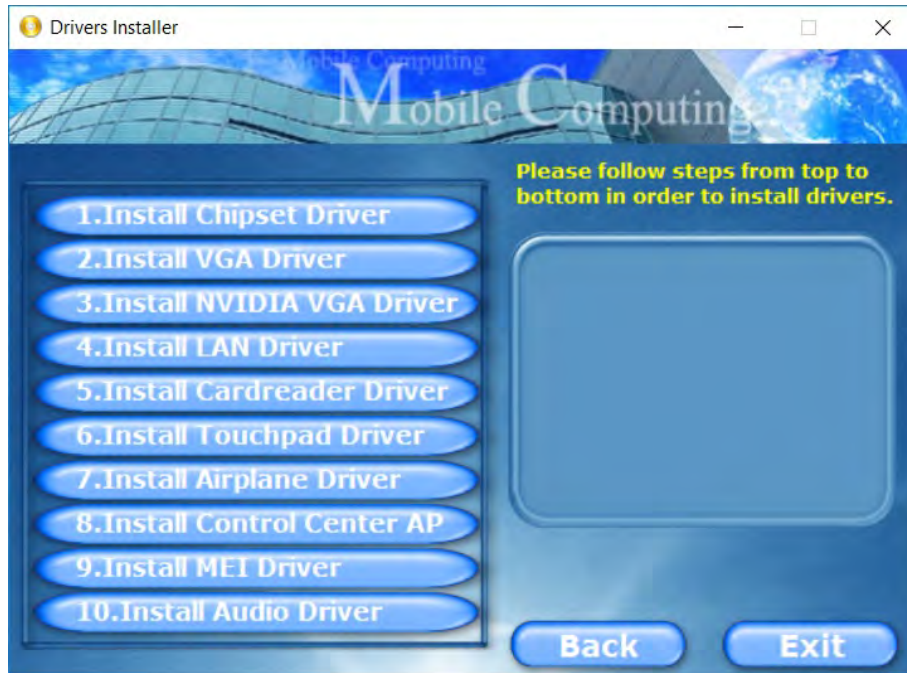 Drivers Installer
Mobile Computing
Mobile Computing
Please follow steps from top to
bottom in order to install drivers.
1.Install Chipset Driver
2.Install VGA Driver
3.Install NVIDIA VGA Driver
4.Install LAN Driver
5.Install Cardreader Driver
6.Install Touchpad Driver
7.Install Airplane Driver
8.Install Control Center AP
9.Install MEI Driver
10.Install Audio Driver
Back
Exit